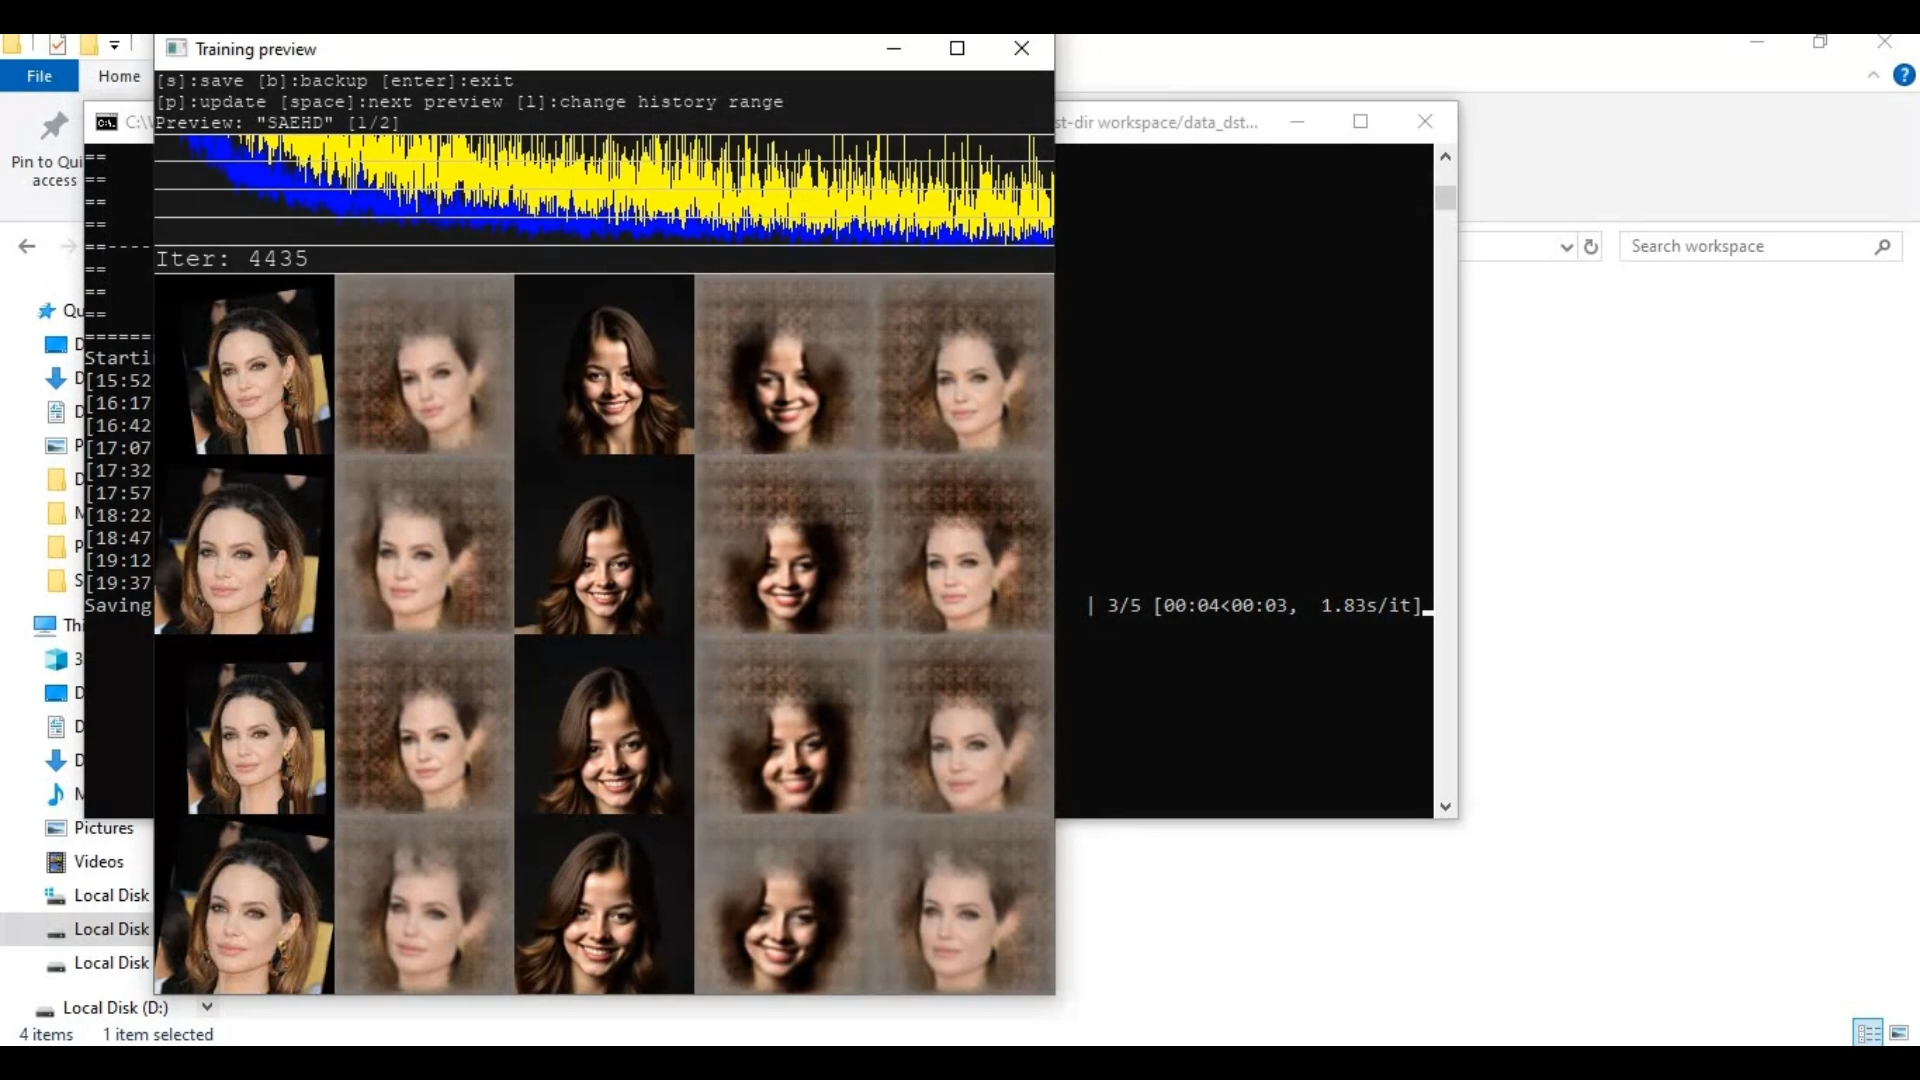 Training preview
File
Home
[s]:save [b]:backup [enter]:exit
[p]:update [space]:next preview [l]:change history range
Preview: "SAEHD" [1/2]
C:\
st-dir workspace/data_dst...
Pin to Qui
access
==
==
==
==
==----
Search workspace
Iter: 4435
==
==
==
=======
Qu
D
Starti
D
[15:52
D
[16:17
[16:42
P
[17:07
[17:32
D
[17:57
N
[18:22
[18:47
P
[19:12
[19:37
S
Saving
| 3/5 [00:04<00:03, 1.83s/it]
Thi
3
D
D
D
Pictures
Videos
Local Disk
Local Disk
Local Disk
Local Disk (D:)
4 items 1 item selected